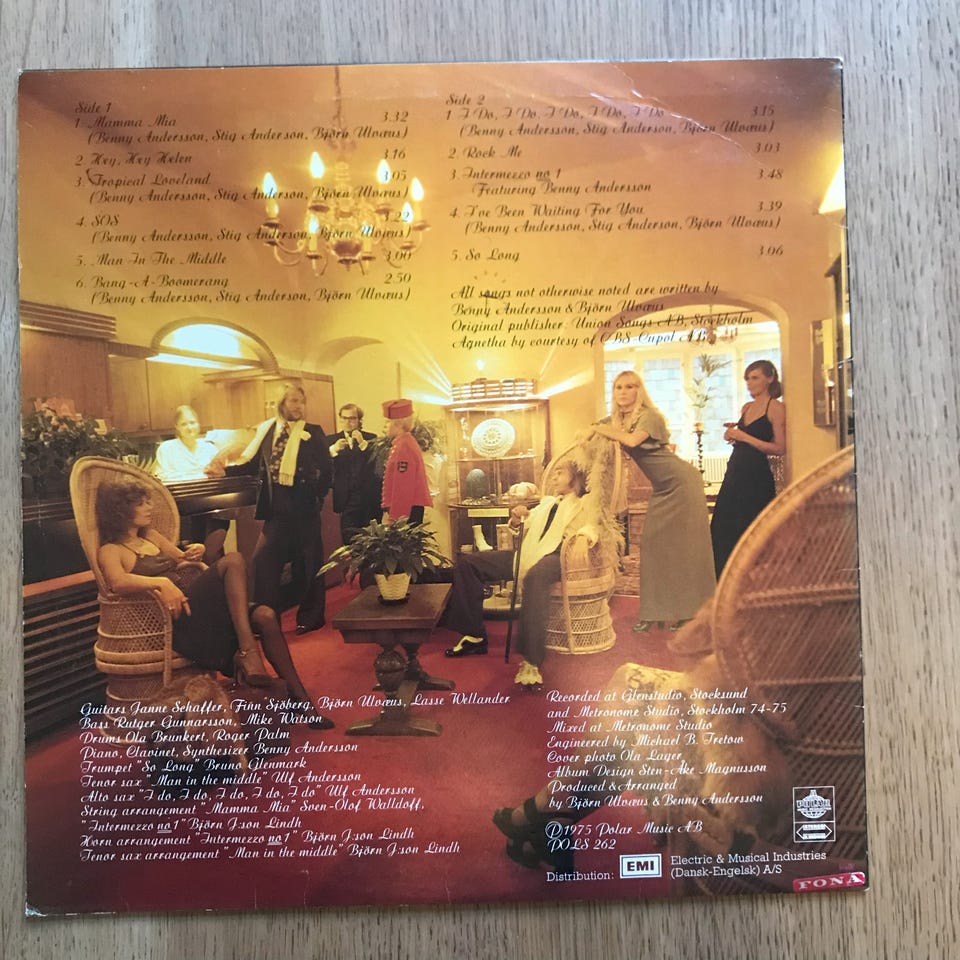 Side 1
1 Mamma Mia 3.32
(Benny Andersson, Stig Anderson, Björn Ulvæus)
2. Hey, Hey Helen 3.16
3. Tropical Loveland 3.05
(Benny Andersson, Stig Anderson, Björn Ulvæus)
4. SOS 3.22
(Benny Andersson, Stig Anderson, Björn Ulvæus)
5. Man In The Middle 3.00
6. Bang-A-Boomerang 2.50
(Benny Andersson, Stig Anderson, Björn Ulvæus)
Side 2
1 I Do, I Do, I Do, I Do, I Do 3.15
(Benny Andersson, Stig Anderson, Björn Ulvæus)
2. Rock Me 3.03
3. Intermezzo no 1 3.48
Featuring Benny Andersson
4. I've Been Waiting For You 3.39
(Benny Andersson, Stig Anderson, Björn Ulvæus)
5. So Long 3.06
All songs not otherwise noted are written by
Benny Andersson & Björn Ulvæus
Original publisher: Union Songs AB, Stockholm
Agnetha by courtesy of CBS-Cupol AB
Guitars Janne Schaffer, Finn Sjöberg, Björn Ulvæus, Lasse Wellander
Bass Rutger Gunnarsson, Mike Watson
Drums Ola Brunkert, Roger Palm
Piano, Clavinet, Synthesizer Benny Andersson
Trumpet "So Long" Bruno Glenmark
Tenor sax "Man in the middle" Ulf Andersson
Alto sax "I do, I do, I do, I do, I do" Ulf Andersson
String arrangement "Mamma Mia" Sven-Olof Walldoff,
"Intermezzo no 1" Björn J:son Lindh
Horn arrangement "Intermezzo no 1" Björn J:son Lindh
Tenor sax arrangement "Man in the middle" Björn J:son Lindh
Recorded at Glenstudio, Stocksund
and Metronome Studio, Stockholm 74-75
Mixed at Metronome Studio
Engineered by Michael B. Tretow
Cover photo Ola Lager
Album Design Sten-Åke Magnusson
Produced & Arranged
by Björn Ulvæus & Benny Andersson
Ⓟ 1975 Polar Music AB
POLS 262
Distribution: EMI Electric & Musical Industries
(Dansk-Engelsk) A/S
STEREO
FONA